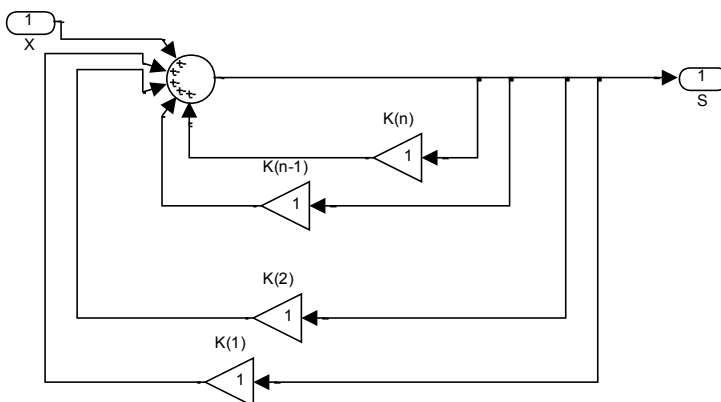 1
X
+
+
+
+
+
1
S
K(n)
1
K(n-1)
1
K(2)
1
K(1)
1